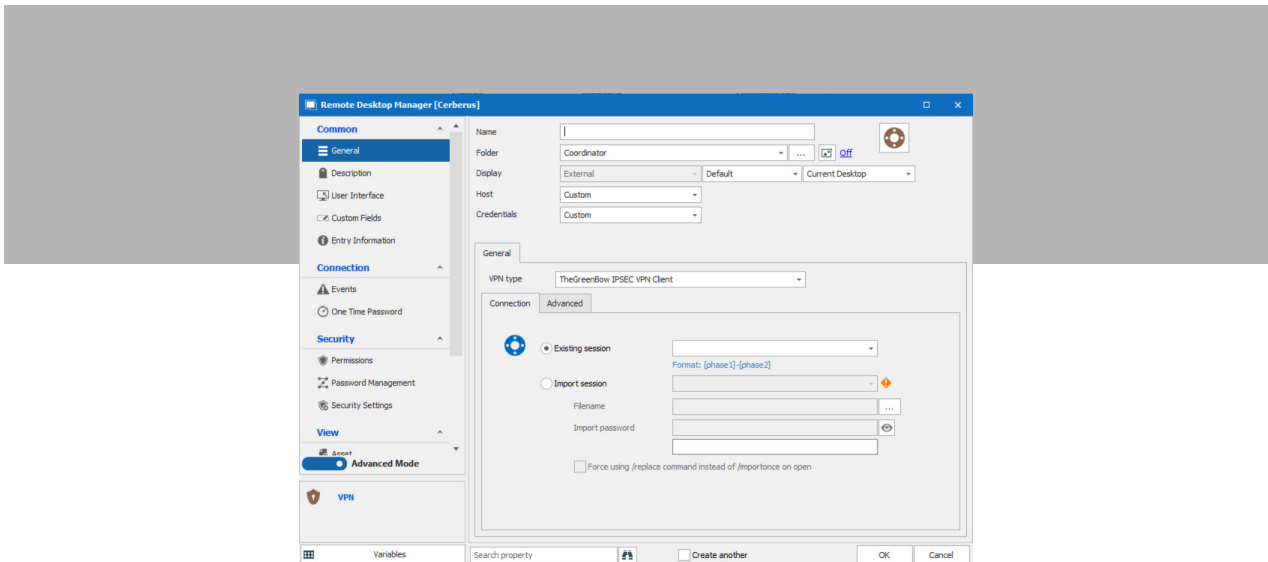 Remote Desktop Manager [Cerberus]
Common
General
Description
User Interface
Custom Fields
Entry Information
Connection
Events
One Time Password
Security
Permissions
Password Management
Security Settings
View
Asset
Advanced Mode
VPN
Variables
Name
Folder Coordinator ... Off
Display External Default Current Desktop
Host Custom
Credentials Custom
General
VPN type TheGreenBow IPSEC VPN Client
Connection Advanced
Existing session
Format: [phase1]-[phase2]
Import session
Filename ...
Import password
Force using /replace command instead of /importonce on open
Search property Create another OK Cancel